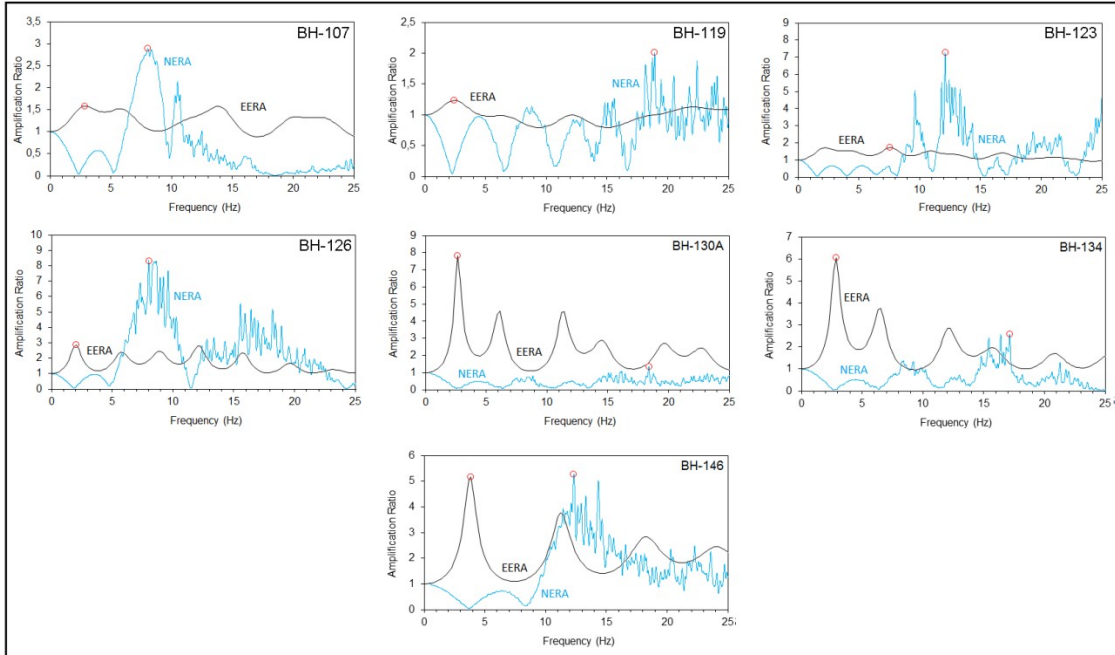 BH-107
3,5
3
2,5
2
1,5
1
0,5
0
Amplification Ratio
NERA
EERA
0 5 10 15 20 25
Frequency (Hz)
BH-119
2,5
2
1,5
1
0,5
0
Amplification Ratio
EERA
NERA
0 5 10 15 20 25
Frequency (Hz)
BH-123
9
8
7
6
5
4
3
2
1
0
Amplification Ratio
EERA
NERA
0 5 10 15 20 25
Frequency (Hz)
BH-126
10
9
8
7
6
5
4
3
2
1
0
Amplification Ratio
NERA
EERA
0 5 10 15 20 25
Frequency (Hz)
BH-130A
9
8
7
6
5
4
3
2
1
0
Amplification Ratio
EERA
NERA
0 5 10 15 20 25
Frequency (Hz)
BH-134
7
6
5
4
3
2
1
0
Amplification Ratio
EERA
NERA
0 5 10 15 20 25
Frequency (Hz)
BH-146
6
5
4
3
2
1
0
Amplification Ratio
EERA
NERA
0 5 10 15 20 25
Frequency (Hz)